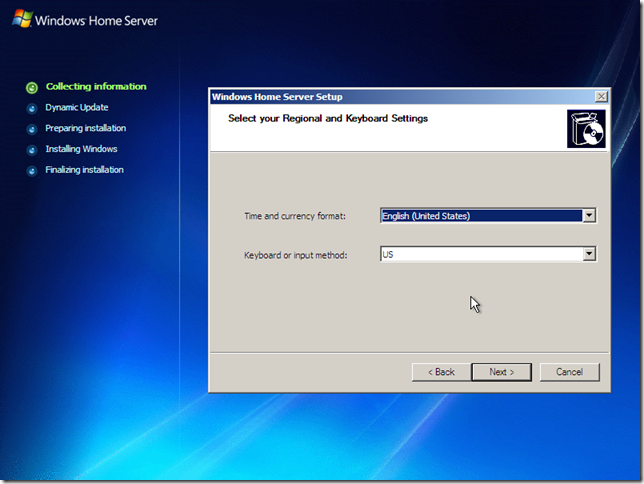 Windows Home Server
Collecting information
Dynamic Update
Preparing installation
Installing Windows
Finalizing installation
Windows Home Server Setup
Select your Regional and Keyboard Settings
Time and currency format: English (United States)
Keyboard or input method: US
< Back Next > Cancel